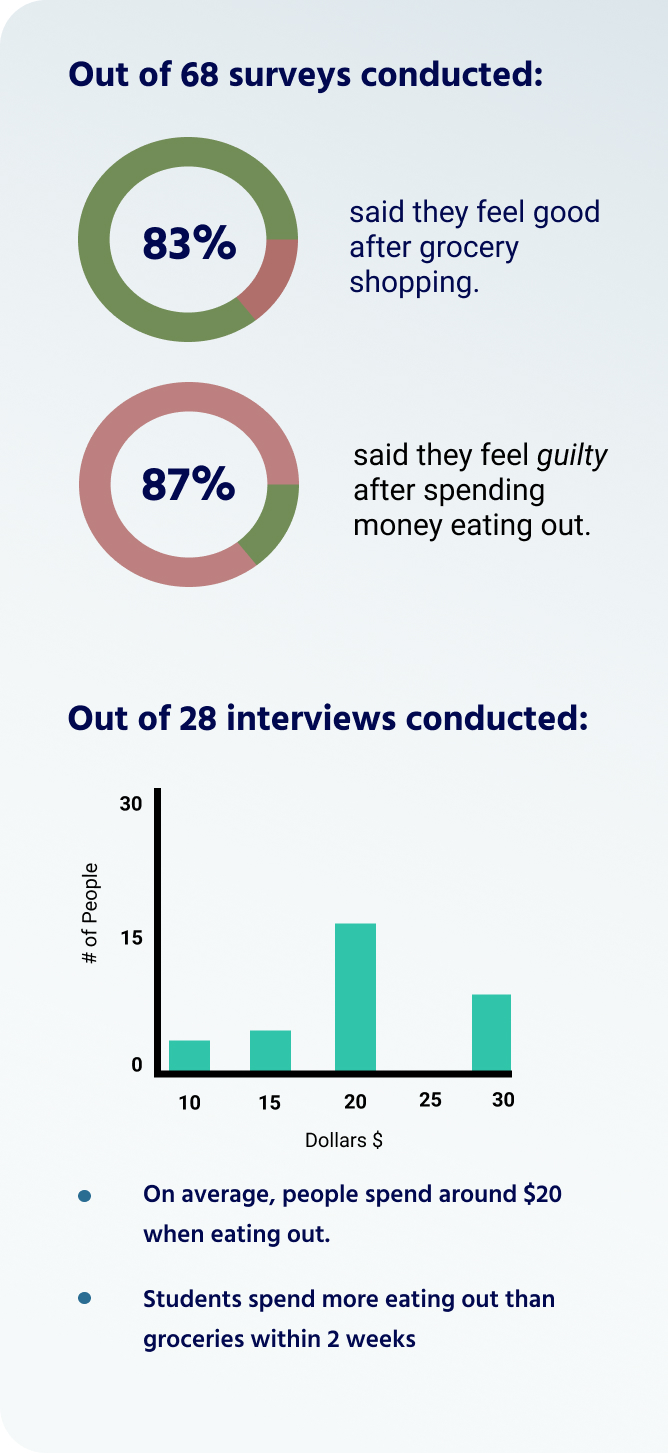 Out of 68 surveys conducted:
83%
said they feel good
after grocery
shopping.
87%
said they feel guilty
after spending
money eating out.
Out of 28 interviews conducted:
30
# of People
15
0
10 15 20 25 30
Dollars $
On average, people spend around $20
when eating out.
Students spend more eating out than
groceries within 2 weeks